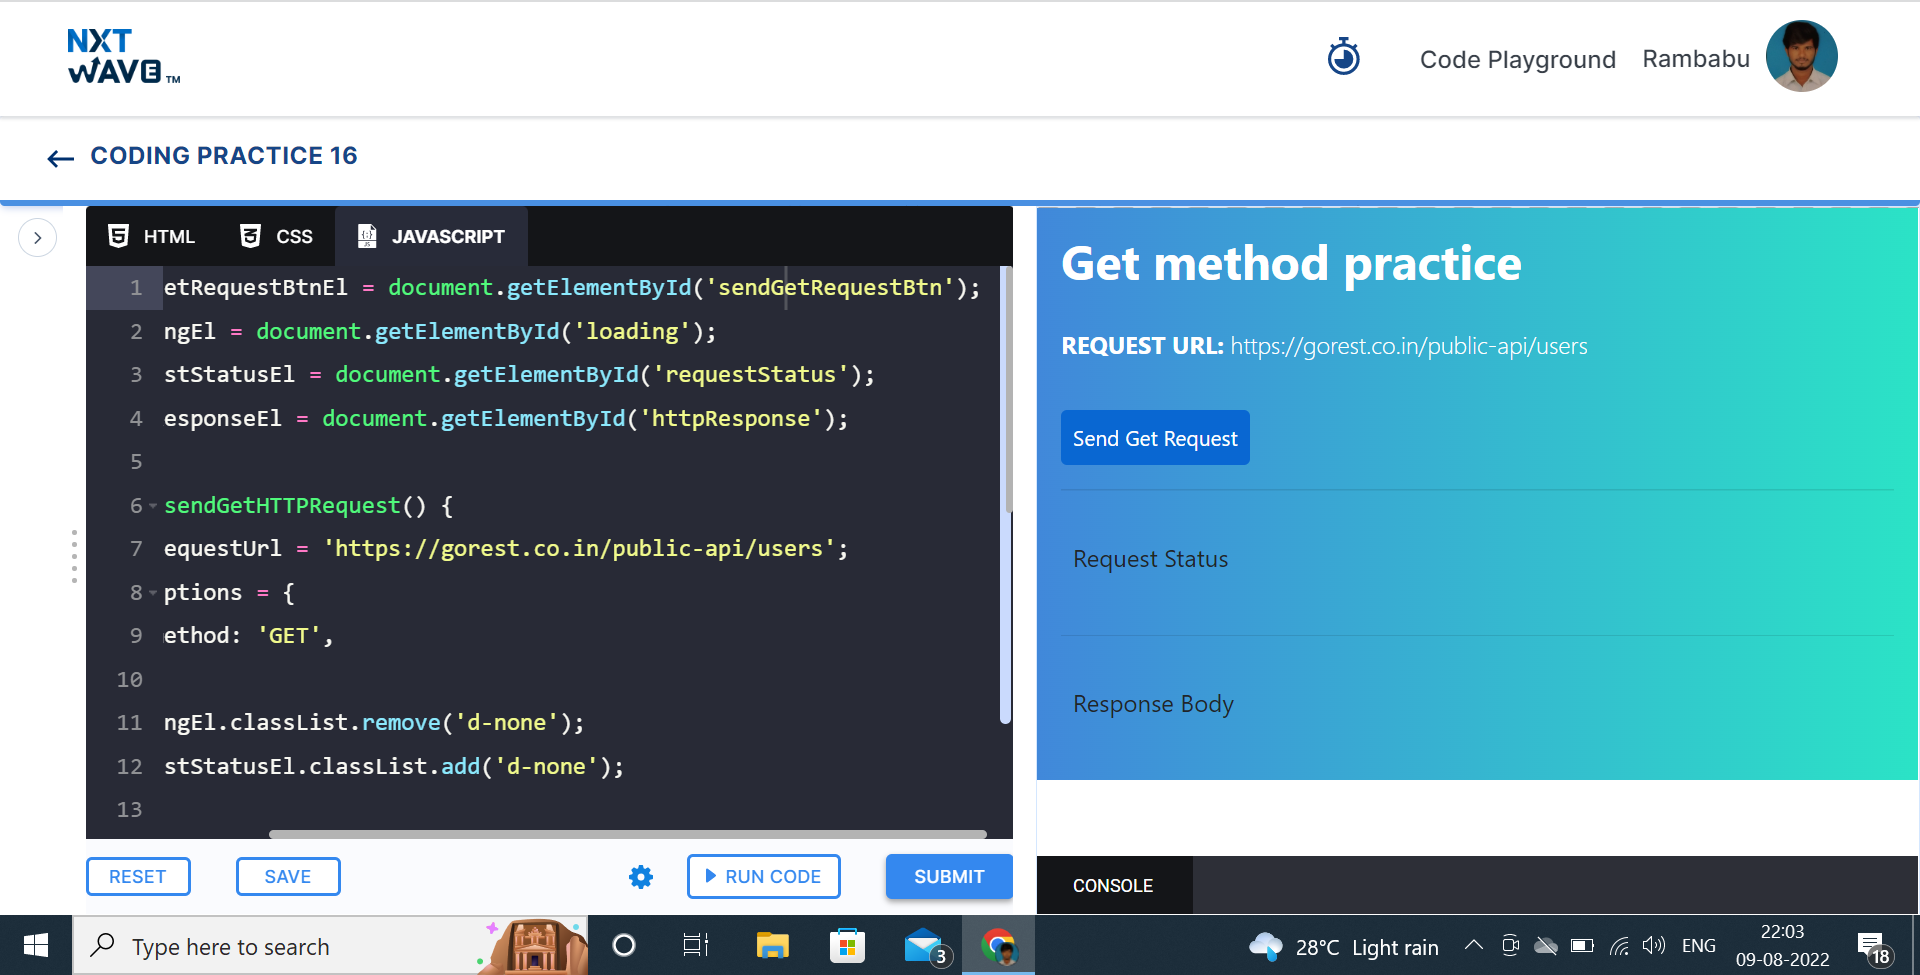 NXT
WAVE TM
Code Playground
Rambabu
CODING PRACTICE 16
HTML
CSS
JAVASCRIPT
1 etRequestBtnEl = document.getElementById('sendGetRequestBtn');
2 ngEl = document.getElementById('loading');
3 stStatusEl = document.getElementById('requestStatus');
4 esponseEl = document.getElementById('httpResponse');
5
6 sendGetHTTPRequest() {
7 equestUrl = 'https://gorest.co.in/public-api/users';
8 ptions = {
9 ethod: 'GET',
10
11 ngEl.classList.remove('d-none');
12 stStatusEl.classList.add('d-none');
13
RESET
SAVE
RUN CODE
SUBMIT
Get method practice
REQUEST URL: https://gorest.co.in/public-api/users
Send Get Request
Request Status
Response Body
CONSOLE
Type here to search
3
28°C Light rain
ENG
22:03
09-08-2022
18